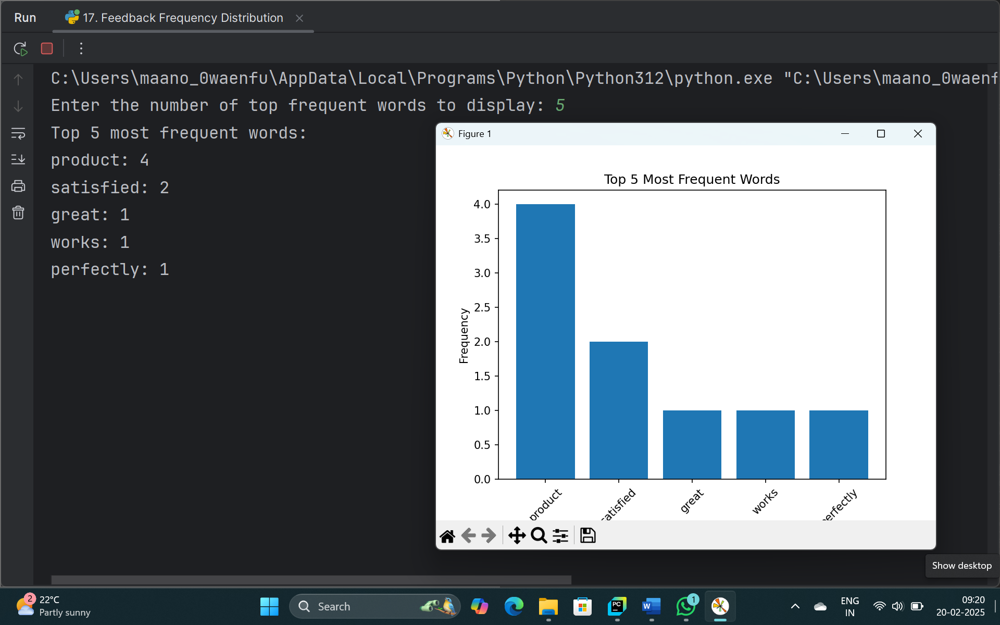 Run
17. Feedback Frequency Distribution
C:\Users\maano_0waenfu\AppData\Local\Programs\Python\Python312\python.exe "C:\Users\maano_0waenf
Enter the number of top frequent words to display: 5
Top 5 most frequent words:
product: 4
satisfied: 2
great: 1
works: 1
perfectly: 1
Figure 1
Top 5 Most Frequent Words
4.0
3.5
3.0
2.5
2.0
1.5
1.0
0.5
0.0
Frequency
product
atisfied
great
works
erfectly
Show desktop
2
22°C
Partly sunny
Search
PC
W
1
ENG
IN
09:20
20-02-2025